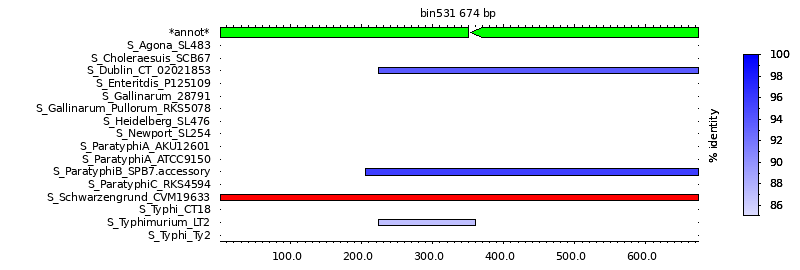 bin531 674 bp
*annot*
S_Agona_SL483
S_Choleraesuis_SCB67
S_Dublin_CT_02021853
S_Enteritidis_P125109
S_Gallinarum_28791
S_Gallinarum_Pullorum_RKS5078
S_Heidelberg_SL476
S_Newport_SL254
S_ParatyphiA_AKU12601
S_ParatyphiA_ATCC9150
S_ParatyphiB_SPB7.accessory
S_ParatyphiC_RKS4594
S_Schwarzengrund_CVM19633
S_Typhi_CT18
S_Typhimurium_LT2
S_Typhi_Ty2
100.0 200.0 300.0 400.0 500.0 600.0
% identity
100
98
96
94
92
90
88
86